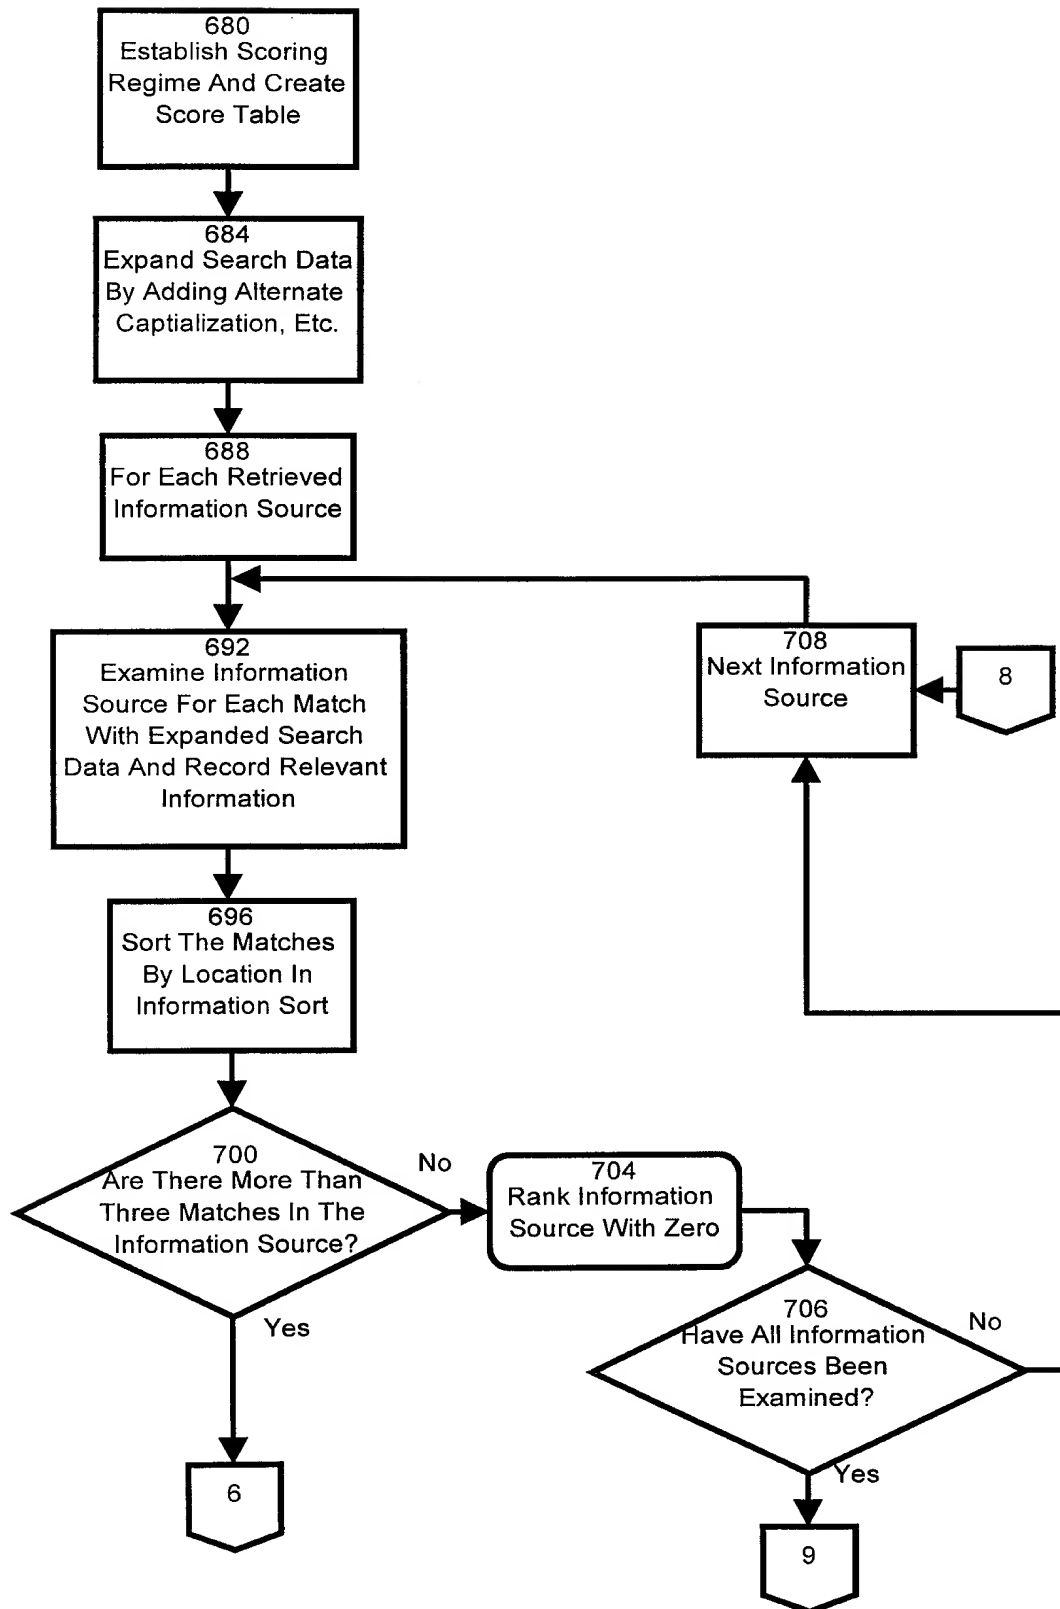 680
Establish Scoring
Regime And Create
Score Table
684
Expand Search Data
By Adding Alternate
Captialization, Etc.
688
For Each Retrieved
Information Source
692
Examine Information
Source For Each Match
With Expanded Search
Data And Record Relevant
Information
708
Next Information
Source
8
696
Sort The Matches
By Location In
Information Sort
700
Are There More Than
Three Matches In The
Information Source?
No
Yes
704
Rank Information
Source With Zero
706
Have All Information
Sources Been
Examined?
No
Yes
6
9